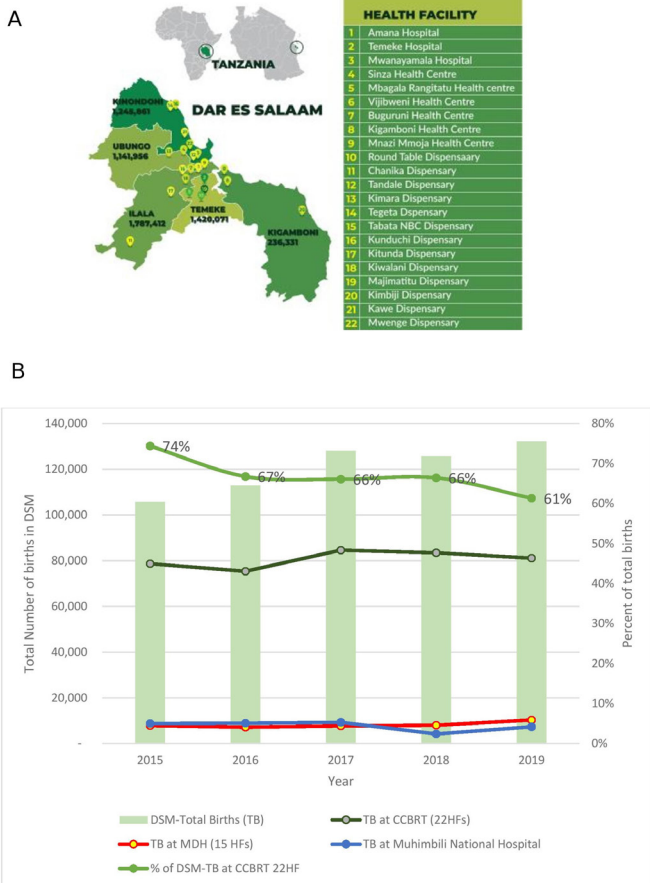 A
TANZANIA
DAR ES SALAAM
KINONDONI
1,246,961
UBUNGO
1,141,956
ILALA
1,787,412
TEMEKE
1,420,071
KIGAMBONI
236,331
HEALTH FACILITY
1 Amana Hospital
2 Temeke Hospital
3 Mwanayamala Hospital
4 Sinza Health Centre
5 Mbagala Rangitatu Health centre
6 Vijibweni Health Centre
7 Buguruni Health Centre
8 Kigamboni Health Centre
9 Mnazi Mmoja Health Centre
10 Round Table Dispensaary
11 Chanika Dispensary
12 Tandale Dispensary
13 Kimara Dispensary
14 Tegeta Dpsensary
15 Tabata NBC Dispensary
16 Kunduchi Dispensary
17 Kitunda Dispensary
18 Kiwalani Dispensary
19 Majimatitu Dispensary
20 Kimbiji Dispensary
21 Kawe Dispensary
22 Mwenge Dispensary
B
Total Number of births in DSM
140,000
120,000
100,000
80,000
60,000
40,000
20,000
-
74%
67%
66%
66%
61%
80%
70%
60%
50%
40%
30%
20%
10%
0%
Percent of total births
2015 2016 2017 2018 2019
Year
DSM-Total Births (TB)
TB at CCBRT (22HFs)
TB at MDH (15 HFs)
TB at Muhimbili National Hospital
% of DSM-TB at CCBRT 22HF